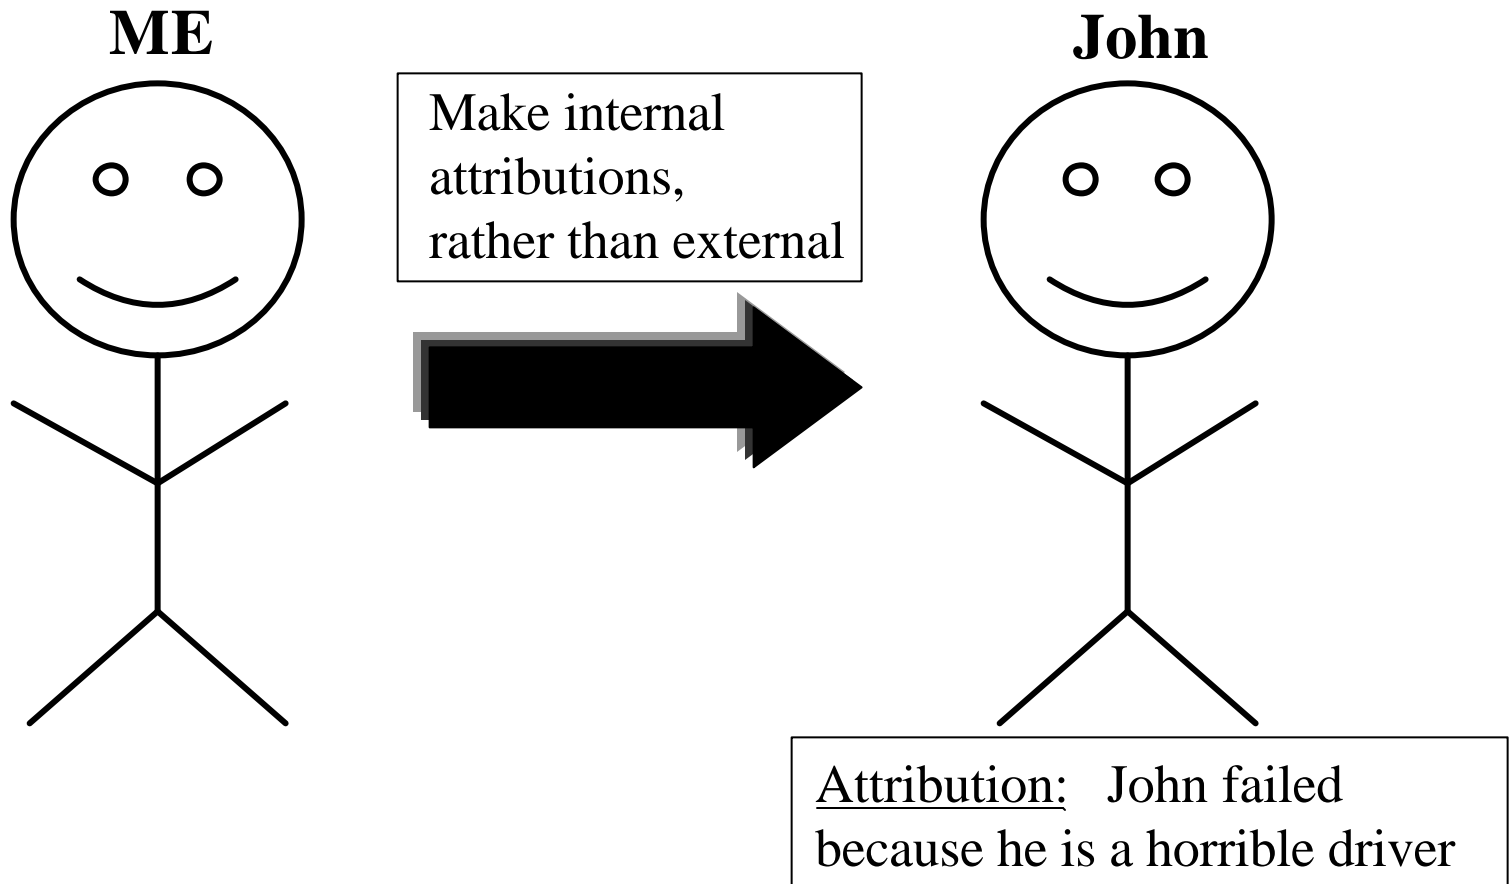 ME
John
Make internal
attributions,
rather than external
Attribution: John failed
because he is a horrible driver